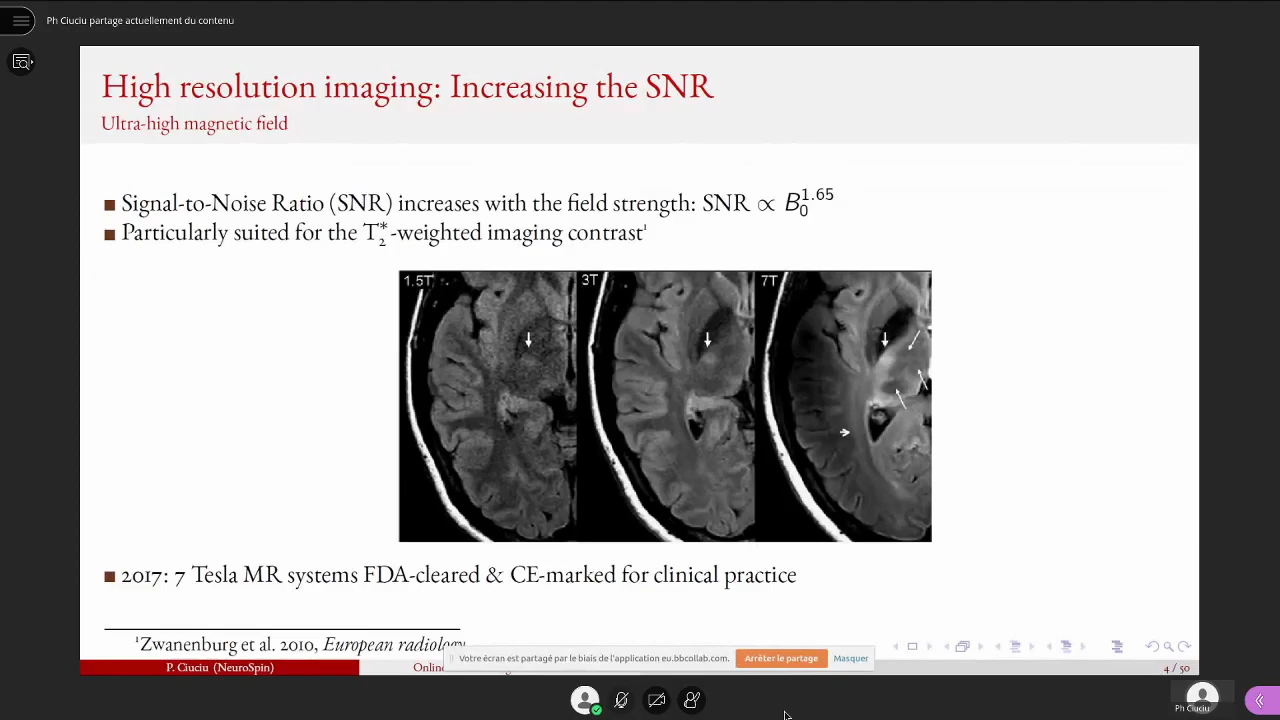 Ph Ciuciu partage actuellement du contenu
High resolution imaging: Increasing the SNR
Ultra-high magnetic field
Signal-to-Noise Ratio (SNR) increases with the field strength: SNR ∝ B₀^1.65
Particularly suited for the T₂*-weighted imaging contrast¹
1.5T 3T 7T
2017: 7 Tesla MR systems FDA-cleared & CE-marked for clinical practice
¹Zwanenburg et al. 2010, European radiology
Votre écran est partagé par le biais de l'application eu.bbcollab.com. Arrêter le partage Masquer
P. Ciuciu (NeuroSpin) 4 / 50
Ph Ciuciu